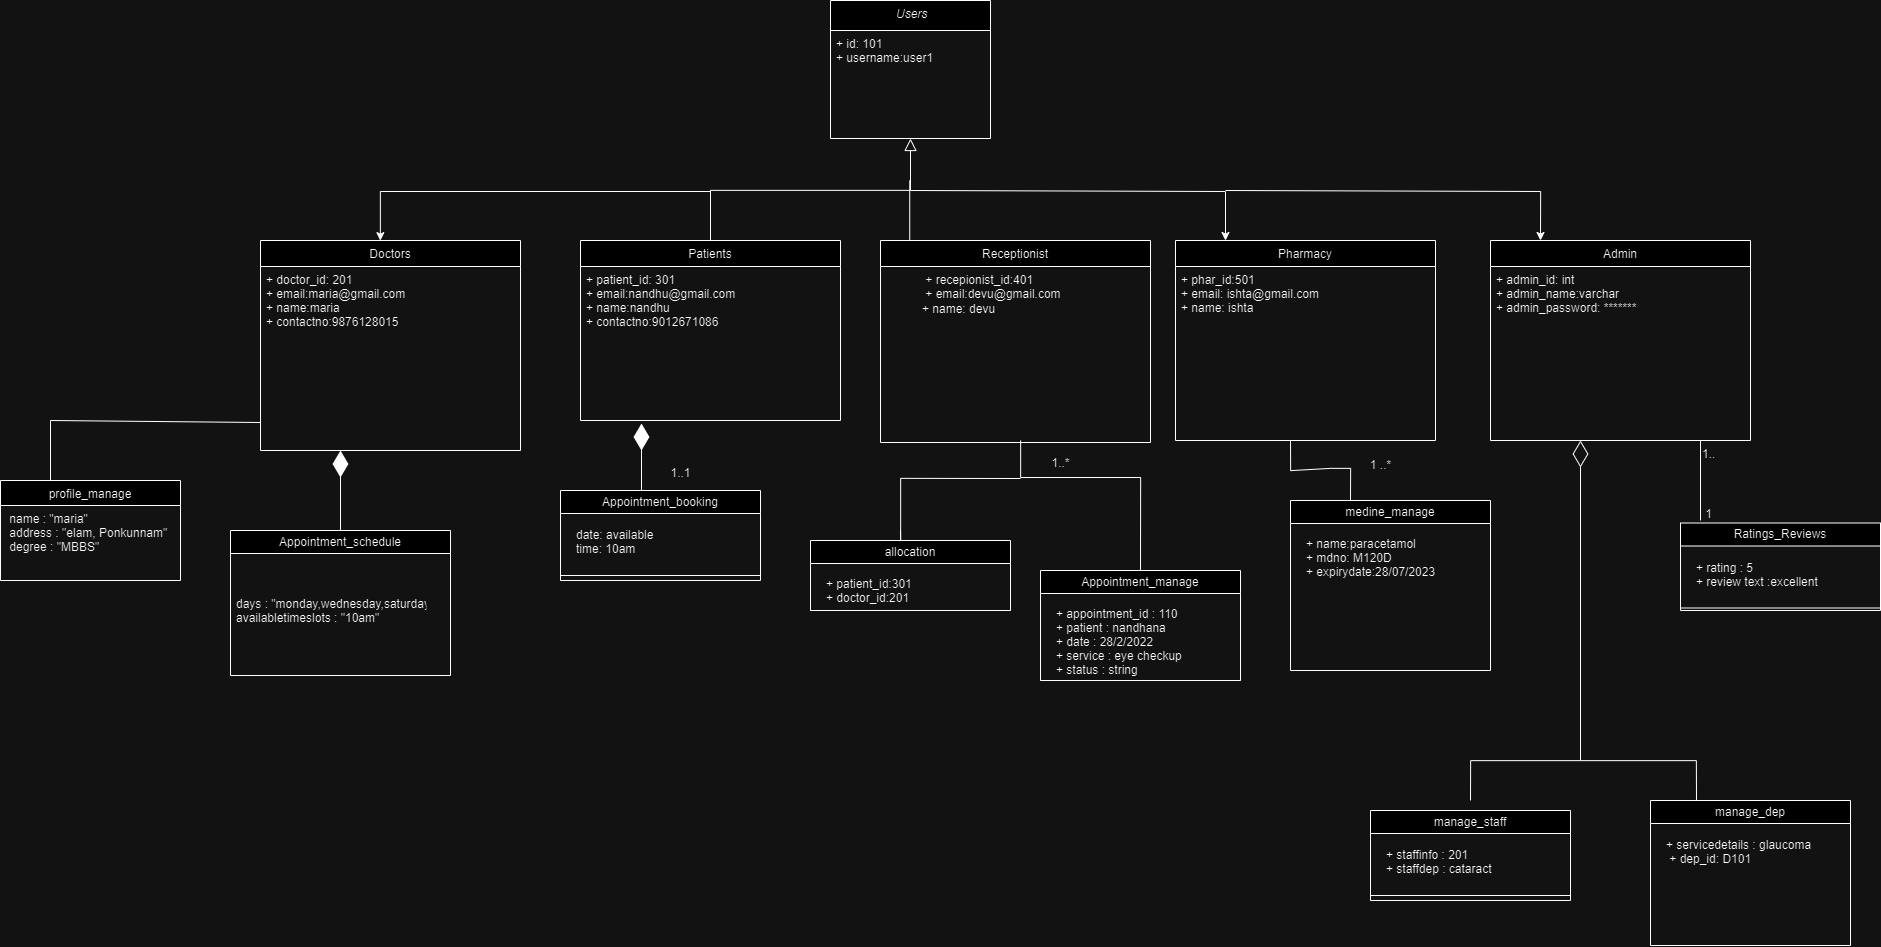 Users
+ id: 101
+ username:user1
Doctors
+ doctor_id: 201
+ email:maria@gmail.com
+ name:maria
+ contactno:9876128015
Patients
+ patient_id: 301
+ email:nandhu@gmail.com
+ name:nandhu
+ contactno:9012671086
Receptionist
+ recepionist_id:401
+ email:devu@gmail.com
+ name: devu
Pharmacy
+ phar_id:501
+ email: ishta@gmail.com
+ name: ishta
Admin
+ admin_id: int
+ admin_name:varchar
+ admin_password: *******
profile_manage
name : "maria"
address : "elam, Ponkunnam"
degree : "MBBS"
Appointment_schedule
days : "monday,wednesday,saturday
availabletimeslots : "10am"
1..1
Appointment_booking
date: available
time: 10am
1..*
allocation
+ patient_id:301
+ doctor_id:201
Appointment_manage
+ appointment_id : 110
+ patient : nandhana
+ date : 28/2/2022
+ service : eye checkup
+ status : string
1 ..*
medine_manage
+ name:paracetamol
+ mdno: M120D
+ expirydate:28/07/2023
1..
1
Ratings_Reviews
+ rating : 5
+ review text :excellent
manage_staff
+ staffinfo : 201
+ staffdep : cataract
manage_dep
+ servicedetails : glaucoma
+ dep_id: D101